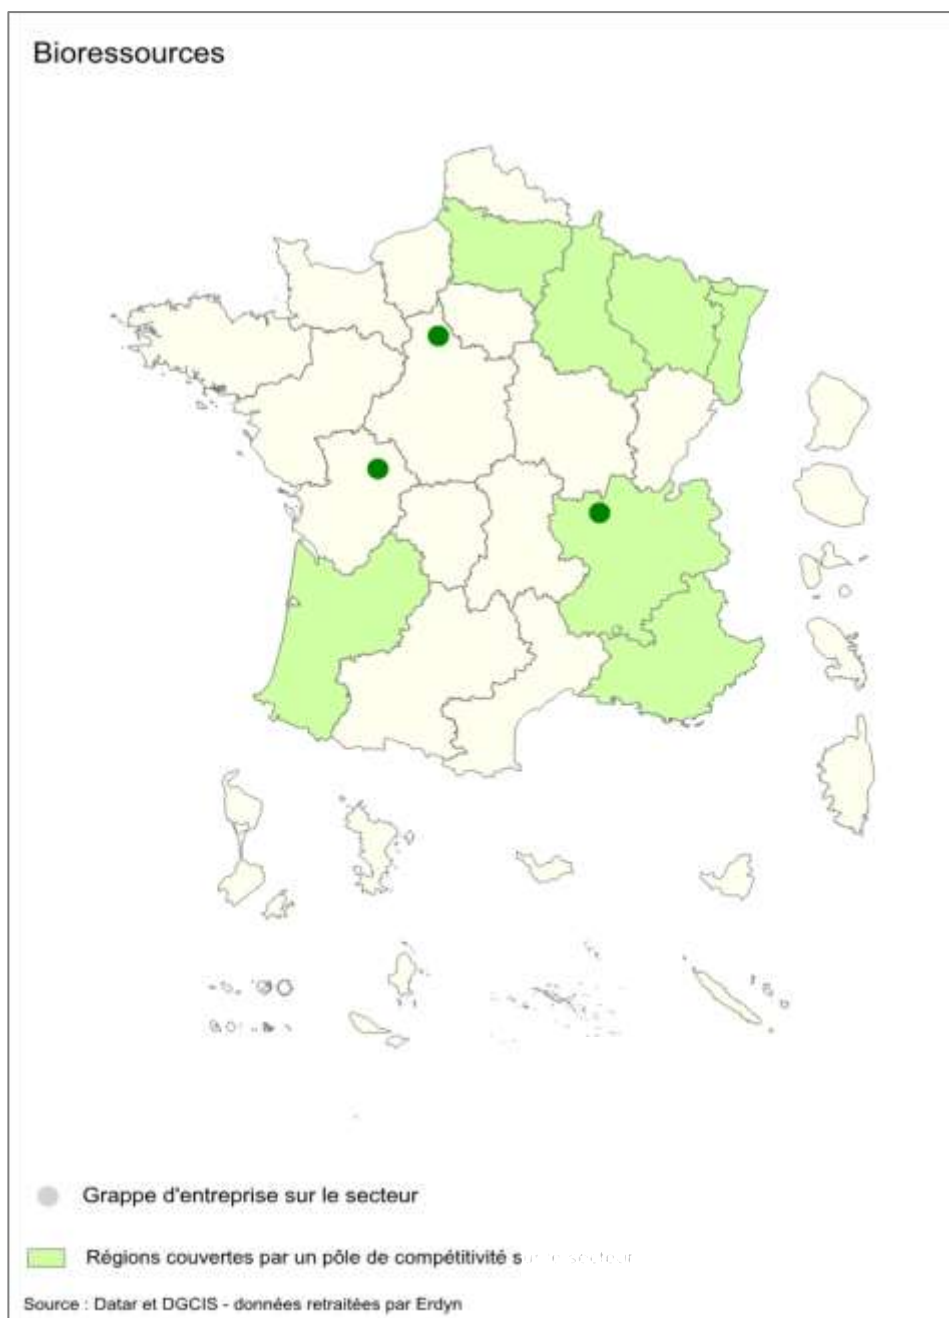 Bioressources
Grappe d'entreprise sur le secteur
Régions couvertes par un pôle de compétitivité s
Source : Datar et DGCIS - données retraitées par Erdyn